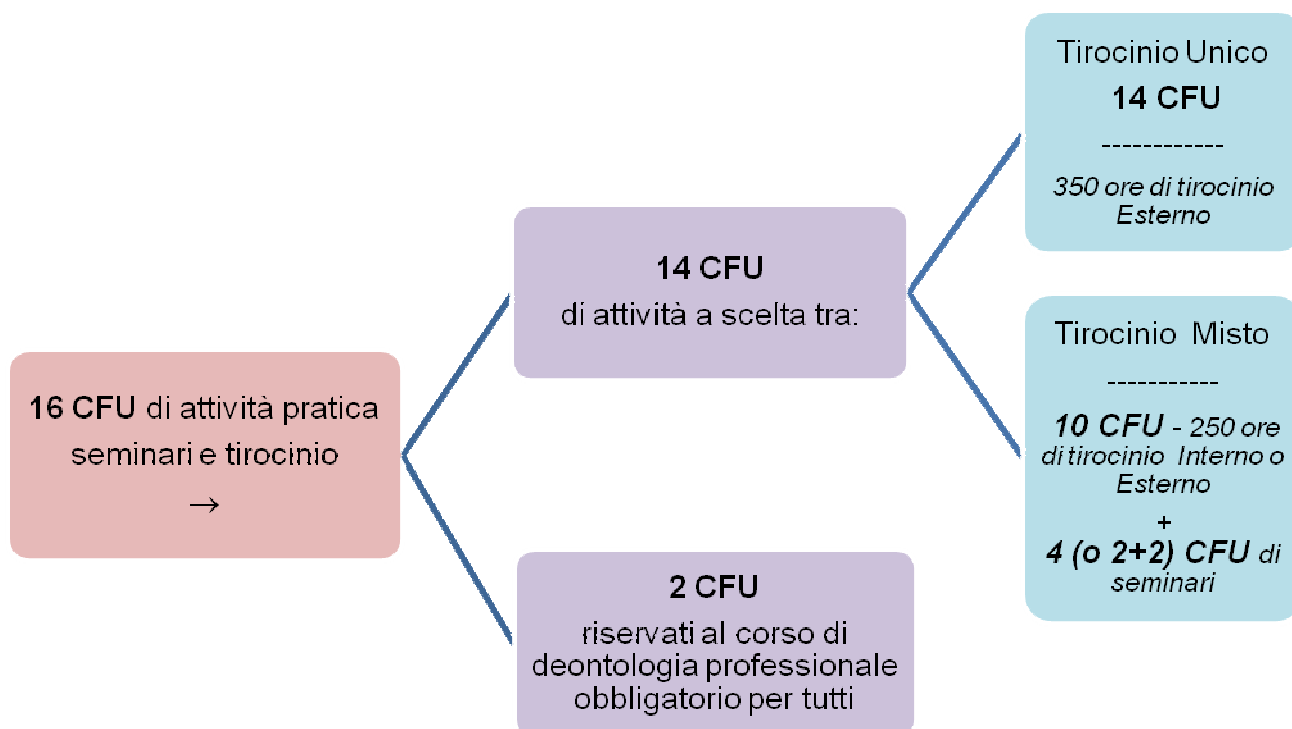 16 CFU di attività pratica
seminari e tirocinio
→
14 CFU
di attività a scelta tra:
2 CFU
riservati al corso di
deontologia professionale
obbligatorio per tutti
Tirocinio Unico
14 CFU
------------
350 ore di tirocinio
Esterno
Tirocinio Misto
-----------
10 CFU - 250 ore
di tirocinio Interno o
Esterno
+
4 (o 2+2) CFU di
seminari